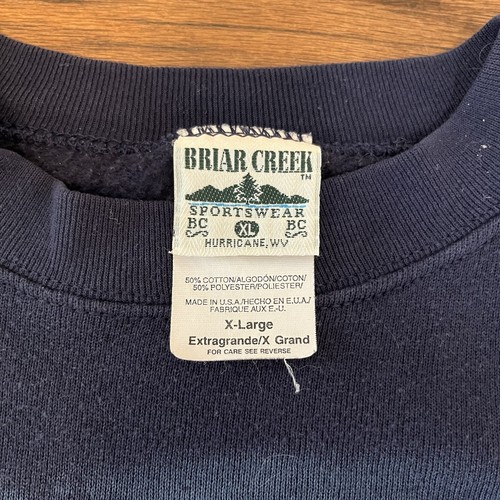 BRIAR CREEK
TM
SPORTSWEAR
BC XL BC
HURRICANE, WV
50% COTTON/ALGODÓN/COTON/
50% POLYESTER/POLIESTER/
MADE IN U.S.A./HECHO EN E.U.A./
FABRIQUE AUX E.-U.
X-Large
Extragrande/X Grand
FOR CARE SEE REVERSE